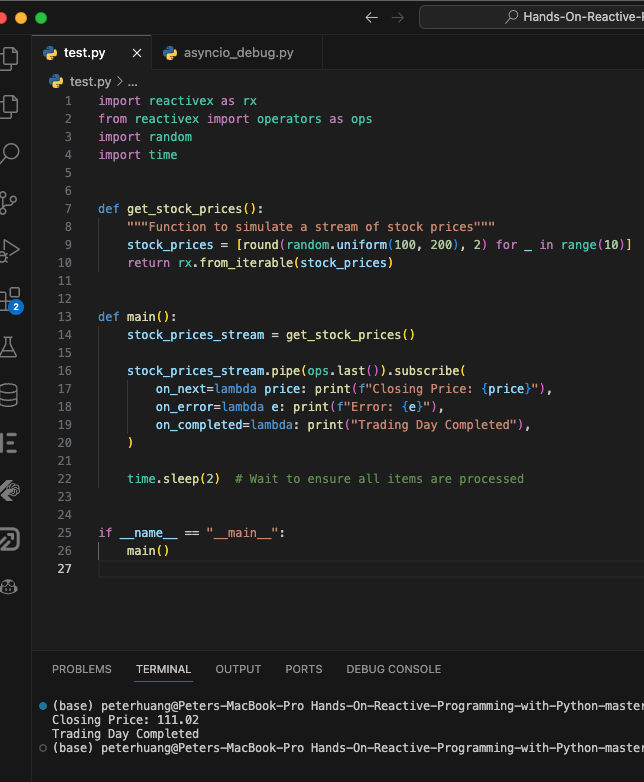 Hands-On-Reactive-
test.py
asyncio_debug.py
test.py > ...
1 import reactivex as rx
2 from reactivex import operators as ops
3 import random
4 import time
5
6
7 def get_stock_prices():
8     """Function to simulate a stream of stock prices"""
9     stock_prices = [round(random.uniform(100, 200), 2) for _ in range(10)]
10     return rx.from_iterable(stock_prices)
11
12
13 def main():
14     stock_prices_stream = get_stock_prices()
15
16     stock_prices_stream.pipe(ops.last()).subscribe(
17         on_next=lambda price: print(f"Closing Price: {price}"),
18         on_error=lambda e: print(f"Error: {e}"),
19         on_completed=lambda: print("Trading Day Completed"),
20     )
21
22     time.sleep(2)  # Wait to ensure all items are processed
23
24
25 if __name__ == "__main__":
26     main()
27
2
PROBLEMS TERMINAL OUTPUT PORTS DEBUG CONSOLE
(base) peterhuang@Peters-MacBook-Pro Hands-On-Reactive-Programming-with-Python-master
Closing Price: 111.02
Trading Day Completed
(base) peterhuang@Peters-MacBook-Pro Hands-On-Reactive-Programming-with-Python-master